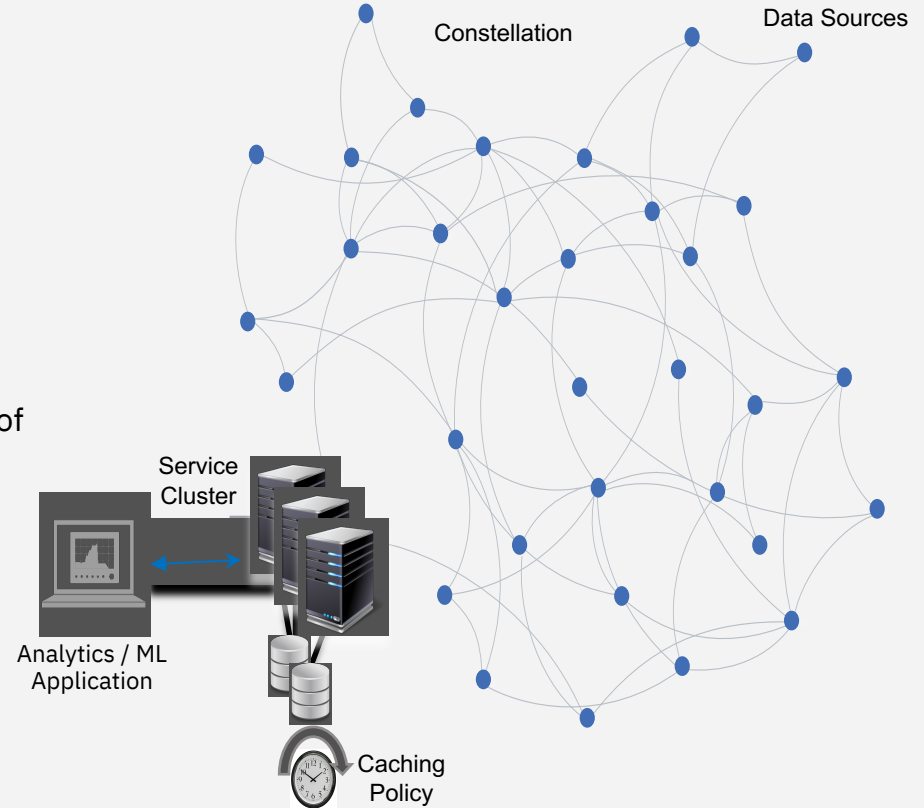 Constellation
Data Sources
of
Service
Cluster
Analytics / ML
Application
Caching
Policy